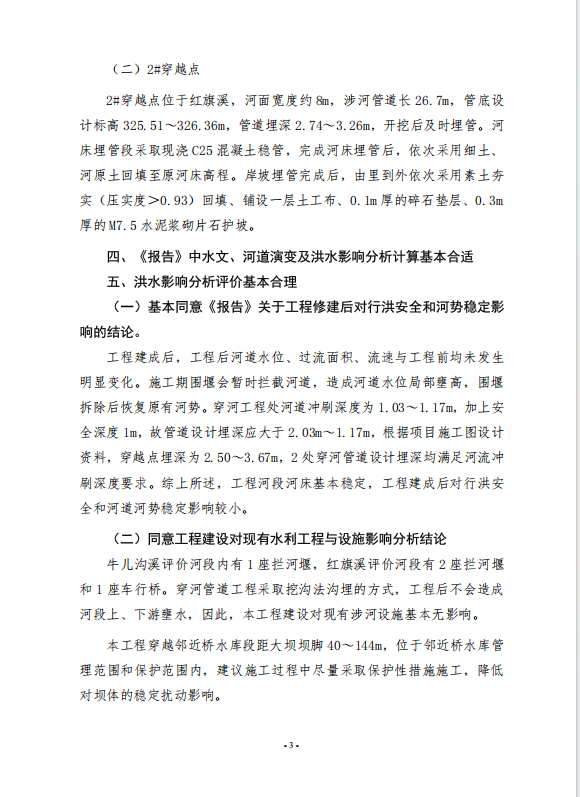 （二）2#穿越点
2#穿越点位于红旗溪，河面宽度约8m，涉河管道长26.7m，管底设
计标高325.51～326.36m，管道埋深2.74～3.26m，开挖后及时埋管。河
床埋管段采取现浇C25混凝土稳管，完成河床埋管后，依次采用细土、
河原土回填至原河床高程。岸坡埋管完成后，由里到外依次采用素土夯
实（压实度＞0.93）回填、铺设一层土工布、0.1m厚的碎石垫层、0.3m
厚的M7.5水泥浆砌片石护坡。
四、《报告》中水文、河道演变及洪水影响分析计算基本合适
五、洪水影响分析评价基本合理
（一）基本同意《报告》关于工程修建后对行洪安全和河势稳定影
响的结论。
工程建成后，工程后河道水位、过流面积、流速与工程前均未发生
明显变化。施工期围堰会暂时拦截河道，造成河道水位局部壅高，围堰
拆除后恢复原有河势。穿河工程处河道冲刷深度为1.03～1.17m，加上安
全深度1m，故管道设计埋深应大于2.03m～1.17m，根据项目施工图设计
资料，穿越点埋深为2.50～3.67m，2处穿河管道设计埋深均满足河流冲
刷深度要求。综上所述，工程河段河床基本稳定，工程建成后对行洪安
全和河道河势稳定影响较小。
（二）同意工程建设对现有水利工程与设施影响分析结论
牛儿沟溪评价河段内有1座拦河堰，红旗溪评价河段有2座拦河堰
和1座车行桥。穿河管道工程采取挖沟法沟埋的方式，工程后不会造成
河段上、下游壅水，因此，本工程建设对现有涉河设施基本无影响。
本工程穿越邻近桥水库段距大坝坝脚40～144m，位于邻近桥水库管
理范围和保护范围内，建议施工过程中尽量采取保护性措施施工，降低
对坝体的稳定扰动影响。
·3·